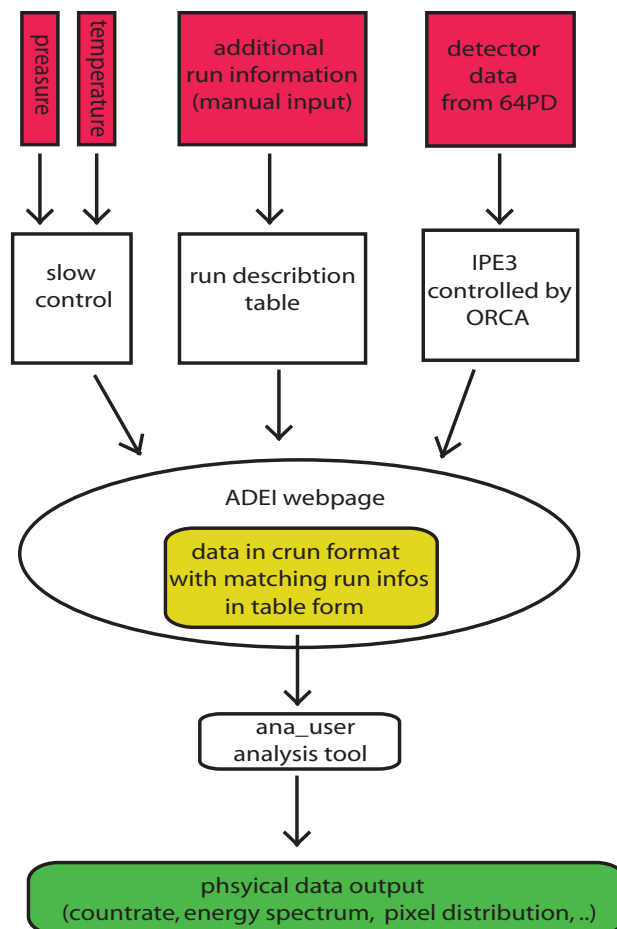 preasure
temperature
additional
run information
(manual input)
detector
data
from 64PD
slow
control
run describtion
table
IPE3
controlled by
ORCA
ADEI webpage
data in crun format
with matching run infos
in table form
ana_user
analysis tool
phsyical data output
(countrate, energy spectrum, pixel distribution, ..)